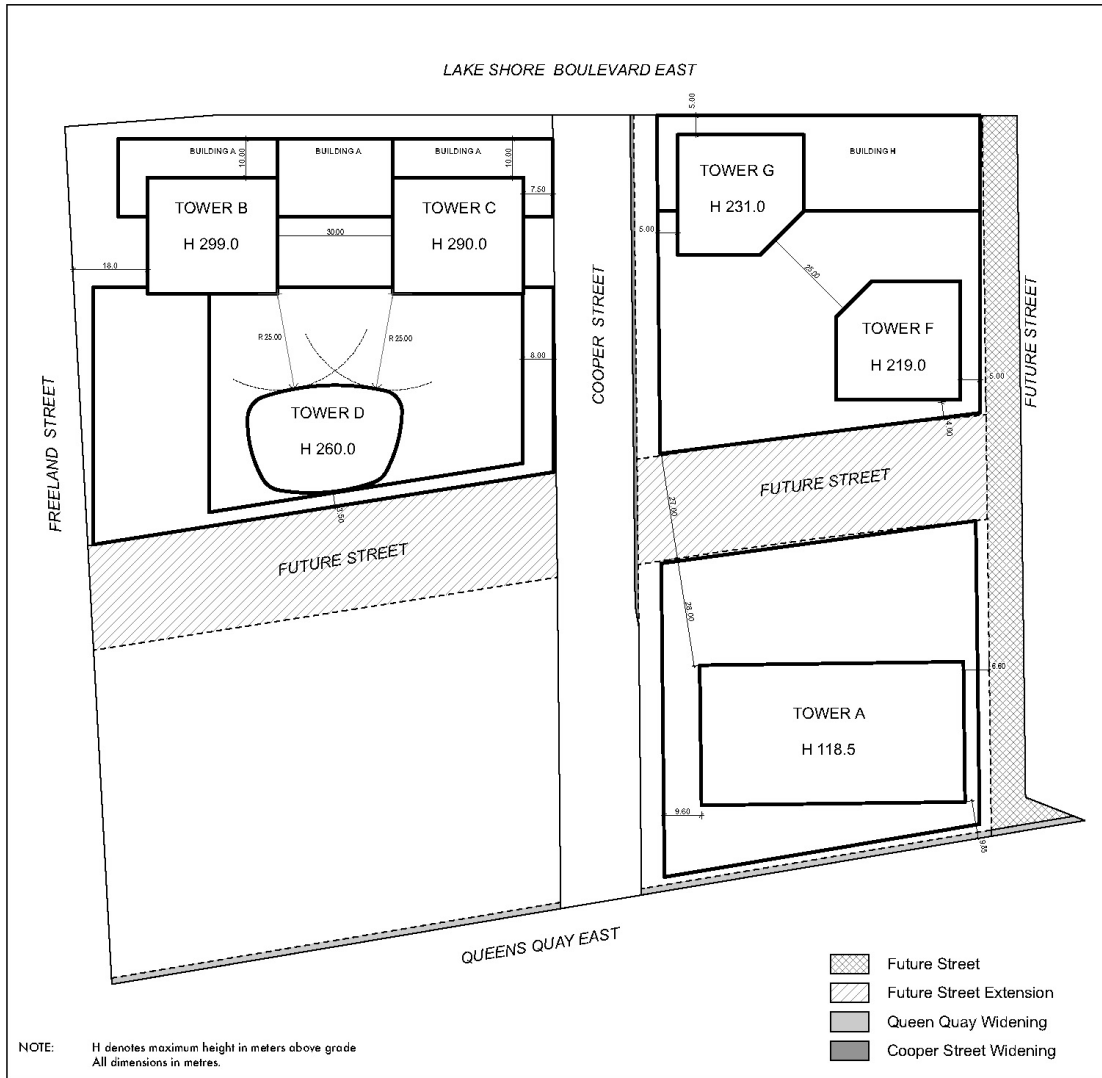 LAKE SHORE BOULEVARD EAST
BUILDING A
BUILDING A
BUILDING A
10.00
10.00
7.50
TOWER B
H 299.0
30.00
TOWER C
H 290.0
18.0
R 25.00
R 25.00
8.00
TOWER D
H 260.0
3.50
FREELAND STREET
FUTURE STREET
COOPER STREET
5.00
TOWER G
H 231.0
BUILDING H
5.00
25.00
TOWER F
H 219.0
5.00
4.00
FUTURE STREET
FUTURE STREET
27.00
28.00
6.60
TOWER A
H 118.5
9.60
9.85
QUEENS QUAY EAST
Future Street
Future Street Extension
Queen Quay Widening
Cooper Street Widening
NOTE: H denotes maximum height in meters above grade
All dimensions in metres.